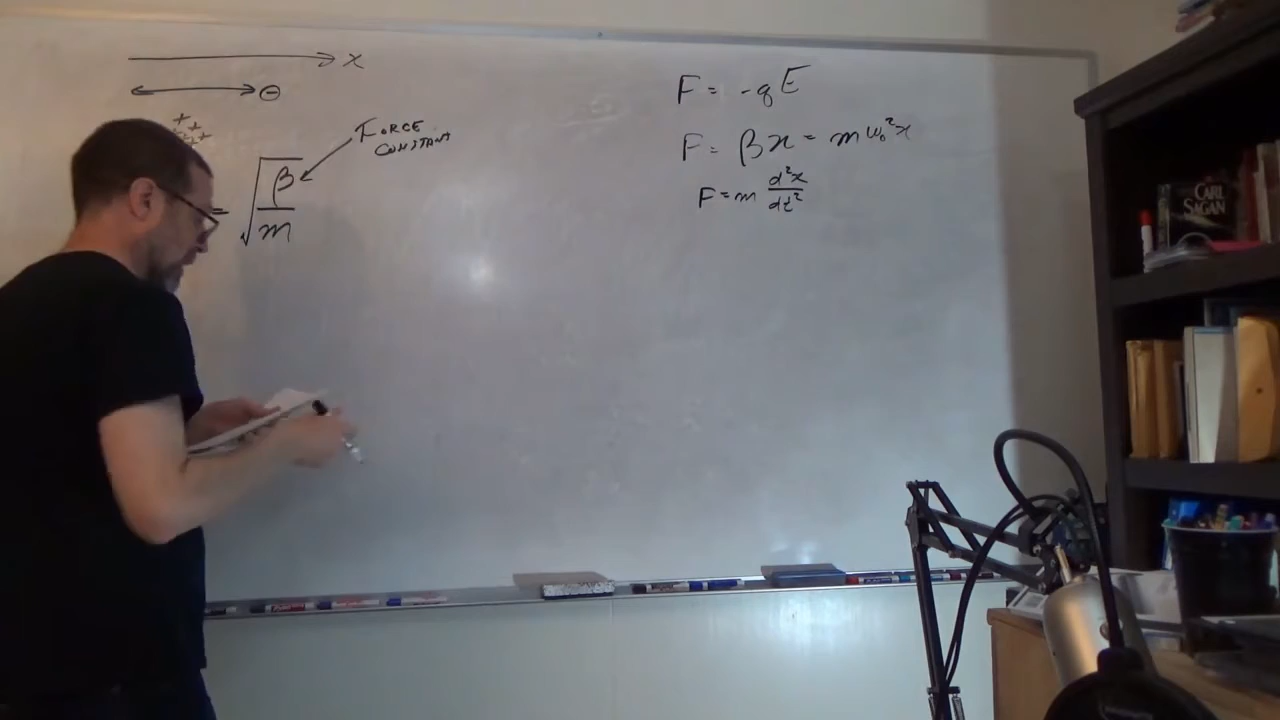 x
⊖
+ + + + +
FORCE
CONSTANT
= √(β/m)
F = -qE
F = βx = mω₀²x
F = m d²x/dt²
CARL
SAGAN